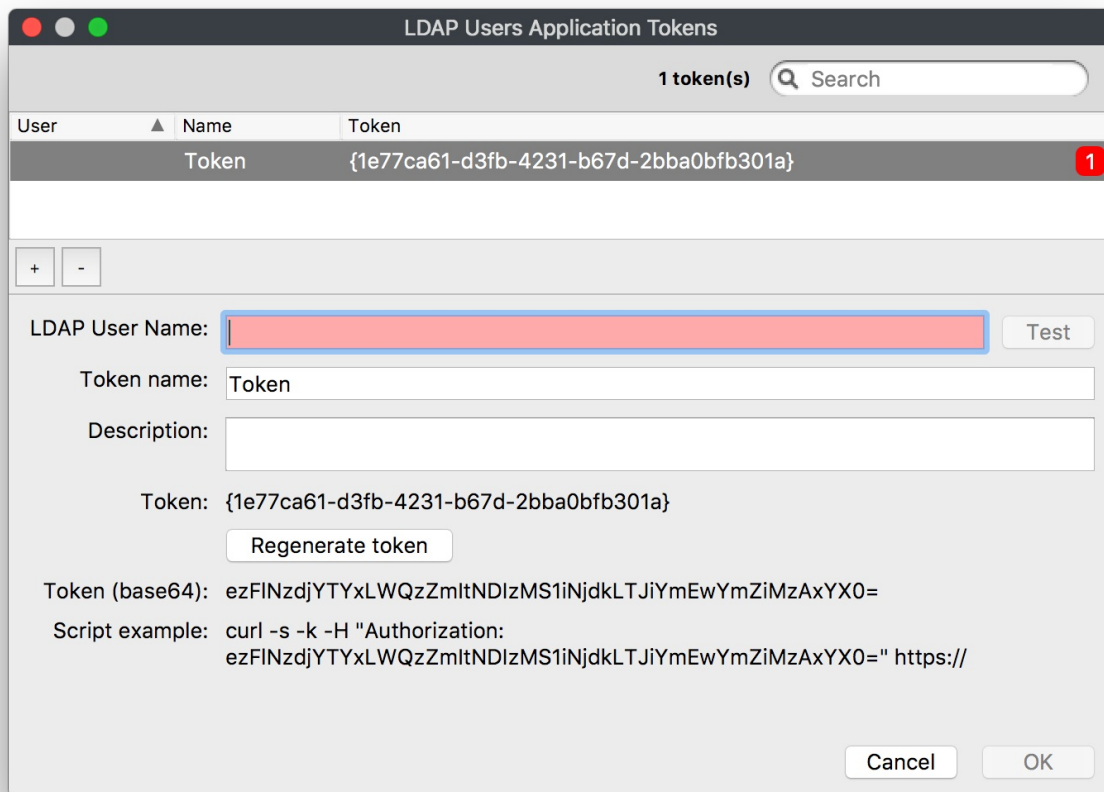 LDAP Users Application Tokens
1 token(s) Search
User ▲ Name Token
Token {1e77ca61-d3fb-4231-b67d-2bba0bfb301a} 1
+ -
LDAP User Name: Test
Token name: Token
Description:
Token: {1e77ca61-d3fb-4231-b67d-2bba0bfb301a}
Regenerate token
Token (base64): ezFlNzdjYTYxLWQzZmItNDIzMS1iNjdkLTJiYmEwYmZiMzAxYX0=
Script example: curl -s -k -H "Authorization:
ezFlNzdjYTYxLWQzZmItNDIzMS1iNjdkLTJiYmEwYmZiMzAxYX0=" https://
Cancel OK